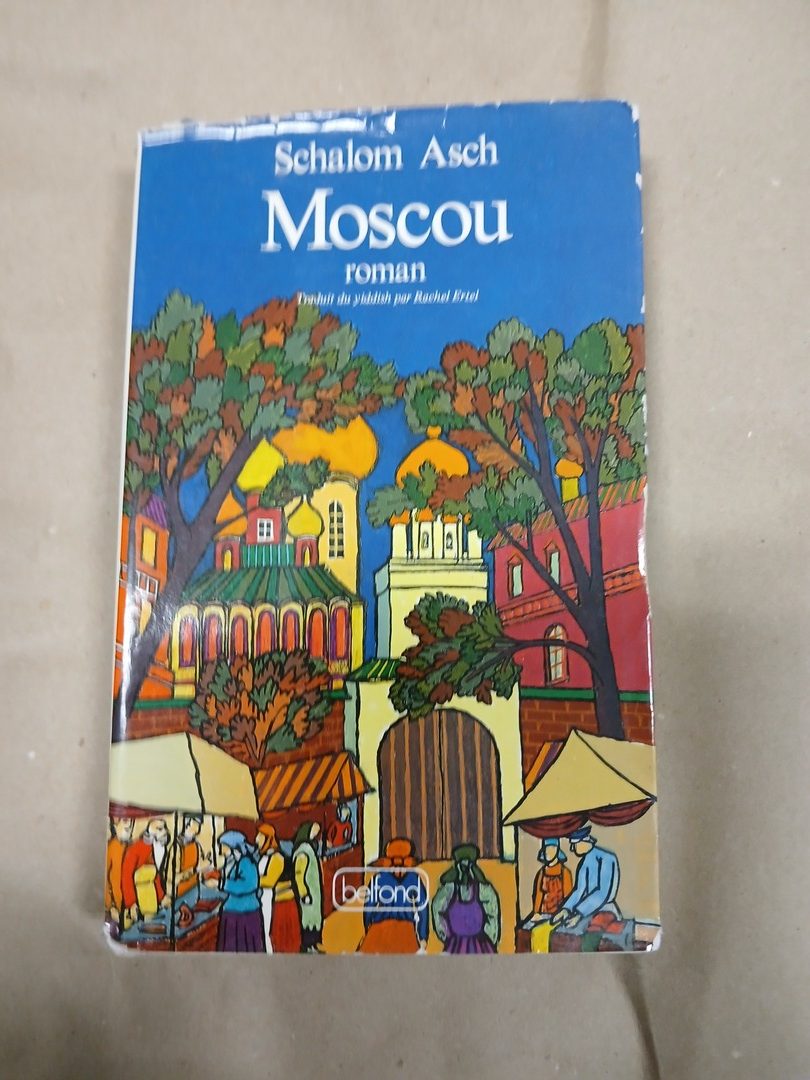 Schalom Asch
Moscou
roman
Traduit du yiddish par Rachel Ertel
belfond